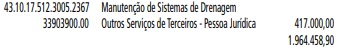 43.10.17.512.3005.2367 Manutenção de Sistemas de Drenagem
33903900.00 Outros Serviços de Terceiros - Pessoa Jurídica 417.000,00
1.964.458,90